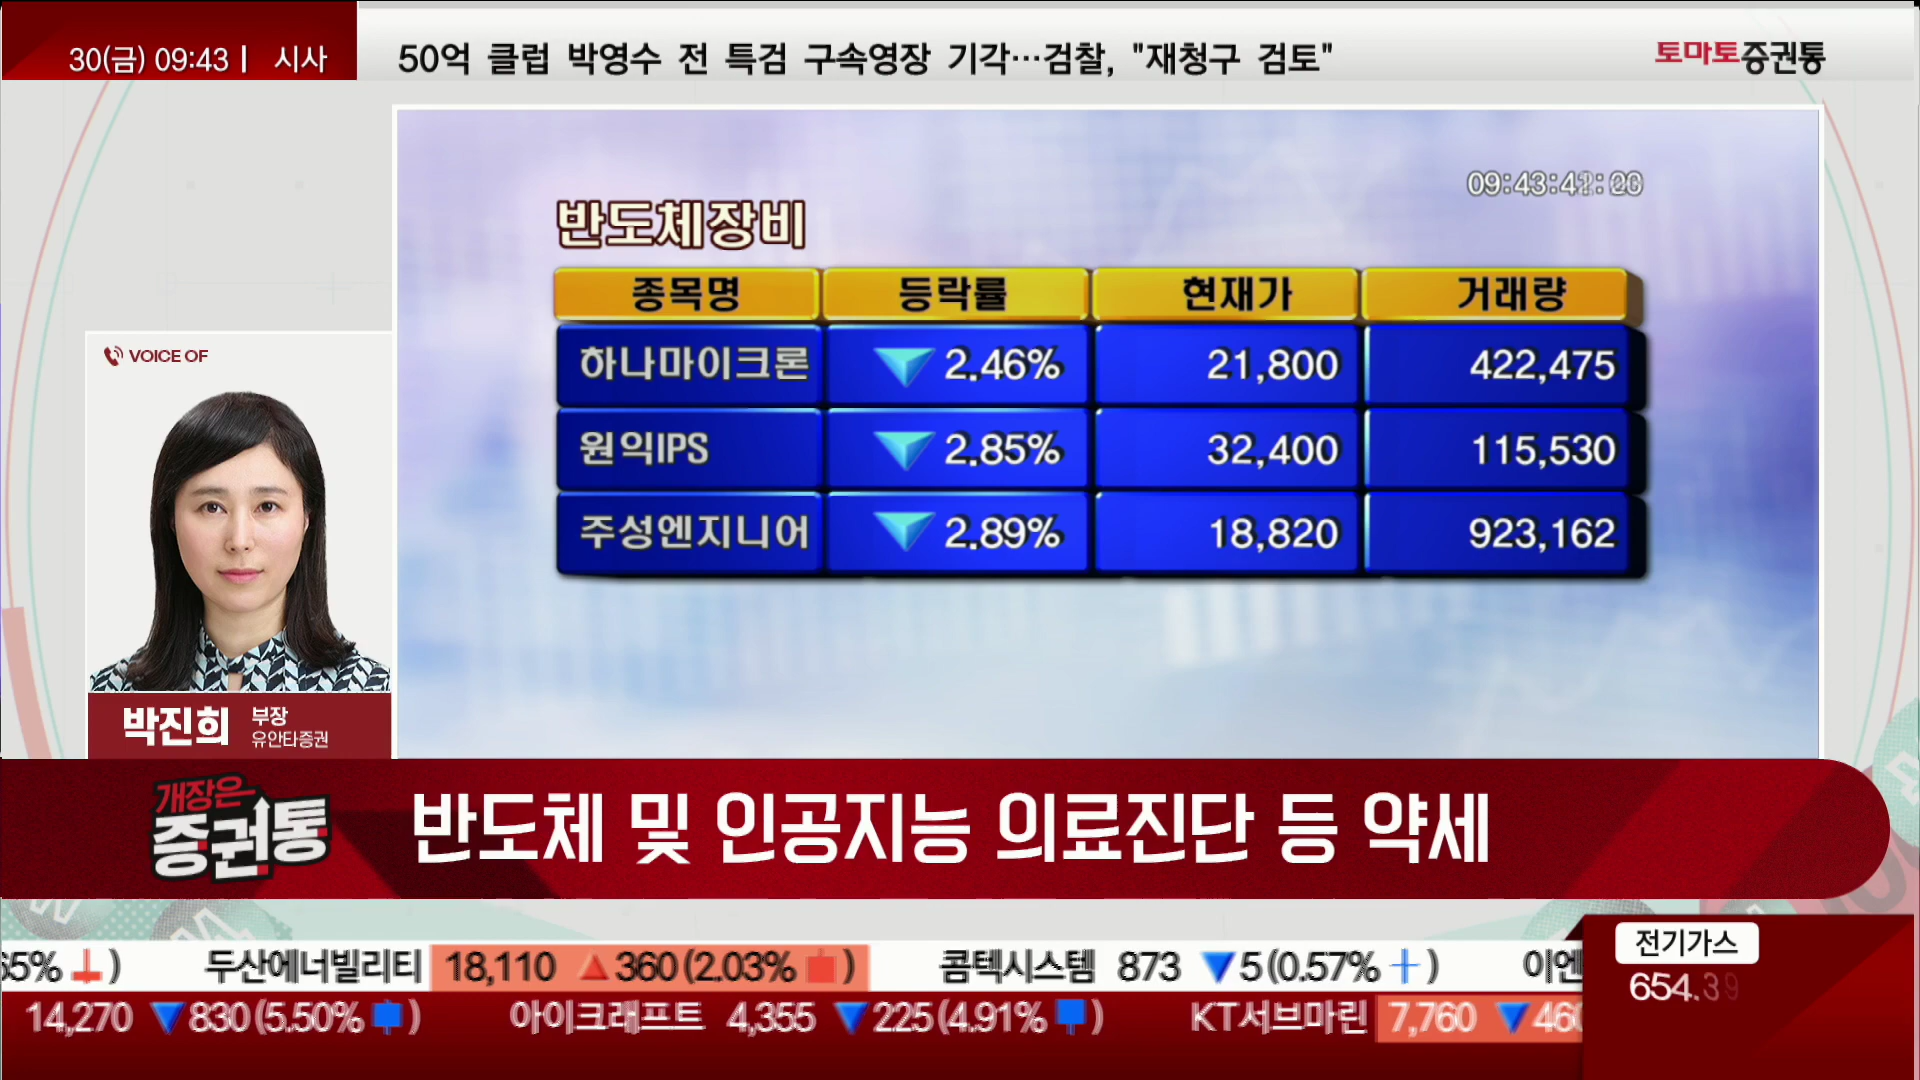 30(금) 09:43 | 시사
50억 클럽 박영수 전 특검 구속영장 기각…검찰, "재청구 검토"
토마토증권통
반도체장비
종목명 등락률 현재가 거래량
하나마이크론 ▼ 2.46% 21,800 422,475
원익IPS ▼ 2.85% 32,400 115,530
주성엔지니어 ▼ 2.89% 18,820 923,162
VOICE OF
박진희 부장
유안타증권
개장은
증권통
반도체 및 인공지능 의료진단 등 약세
65% ) 두산에너빌리티 18,110 ▲360(2.03% ) 콤텍시스템 873 ▼5(0.57% ) 이엔
14,270 ▼830(5.50% ) 아이크래프트 4,355 ▼225(4.91% ) KT서브마린 7,760 ▼460
전기가스
654.39